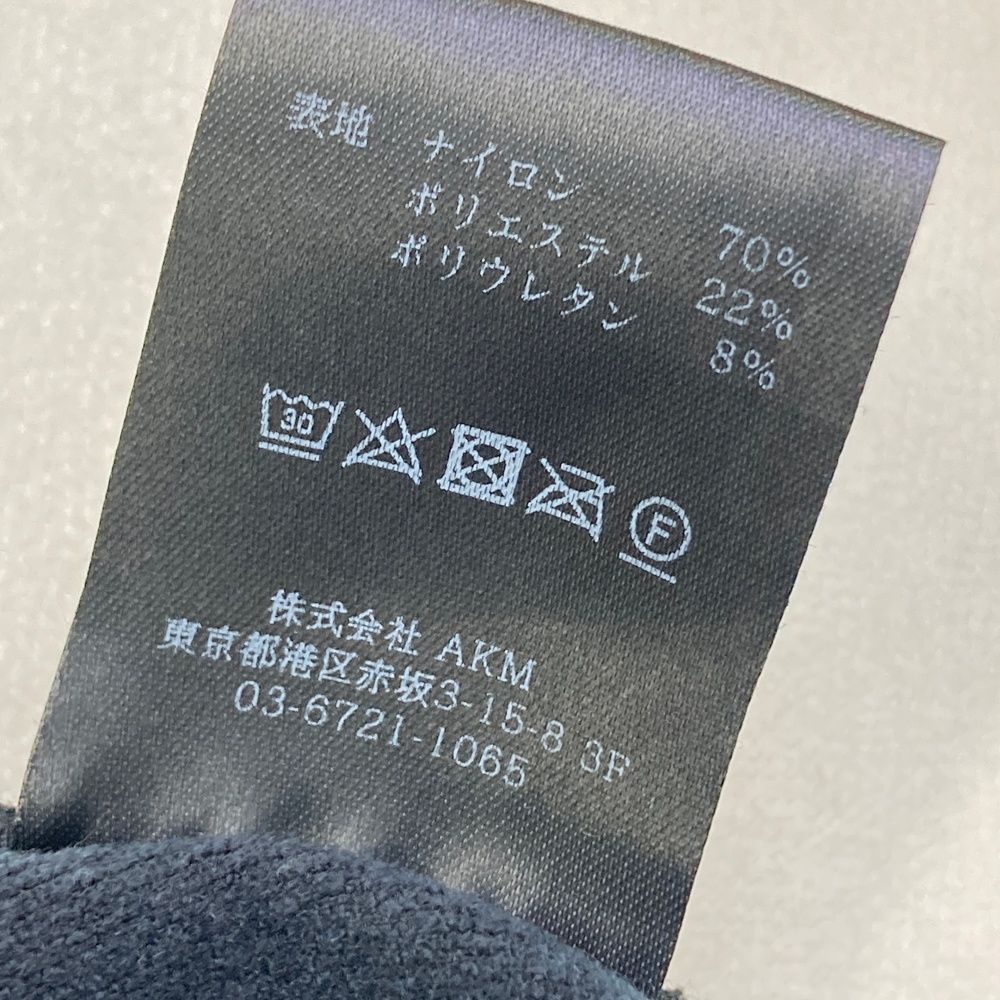 表地 ナイロン 70%
ポリエステル 22%
ポリウレタン 8%
30
F
株式会社 AKM
東京都港区赤坂3-15-8 3F
03-6721-1065